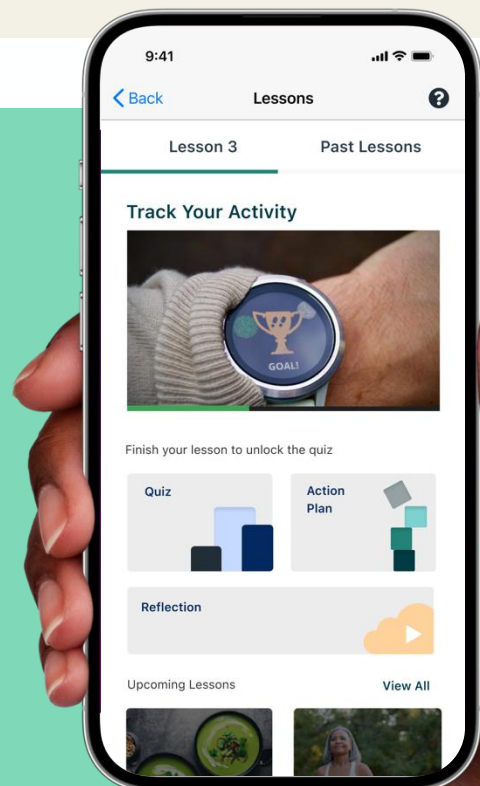 9:41
Back
Lessons
Lesson 3
Past Lessons
Track Your Activity
GOAL!
Finish your lesson to unlock the quiz
Quiz
Action
Plan
Reflection
Upcoming Lessons
View All